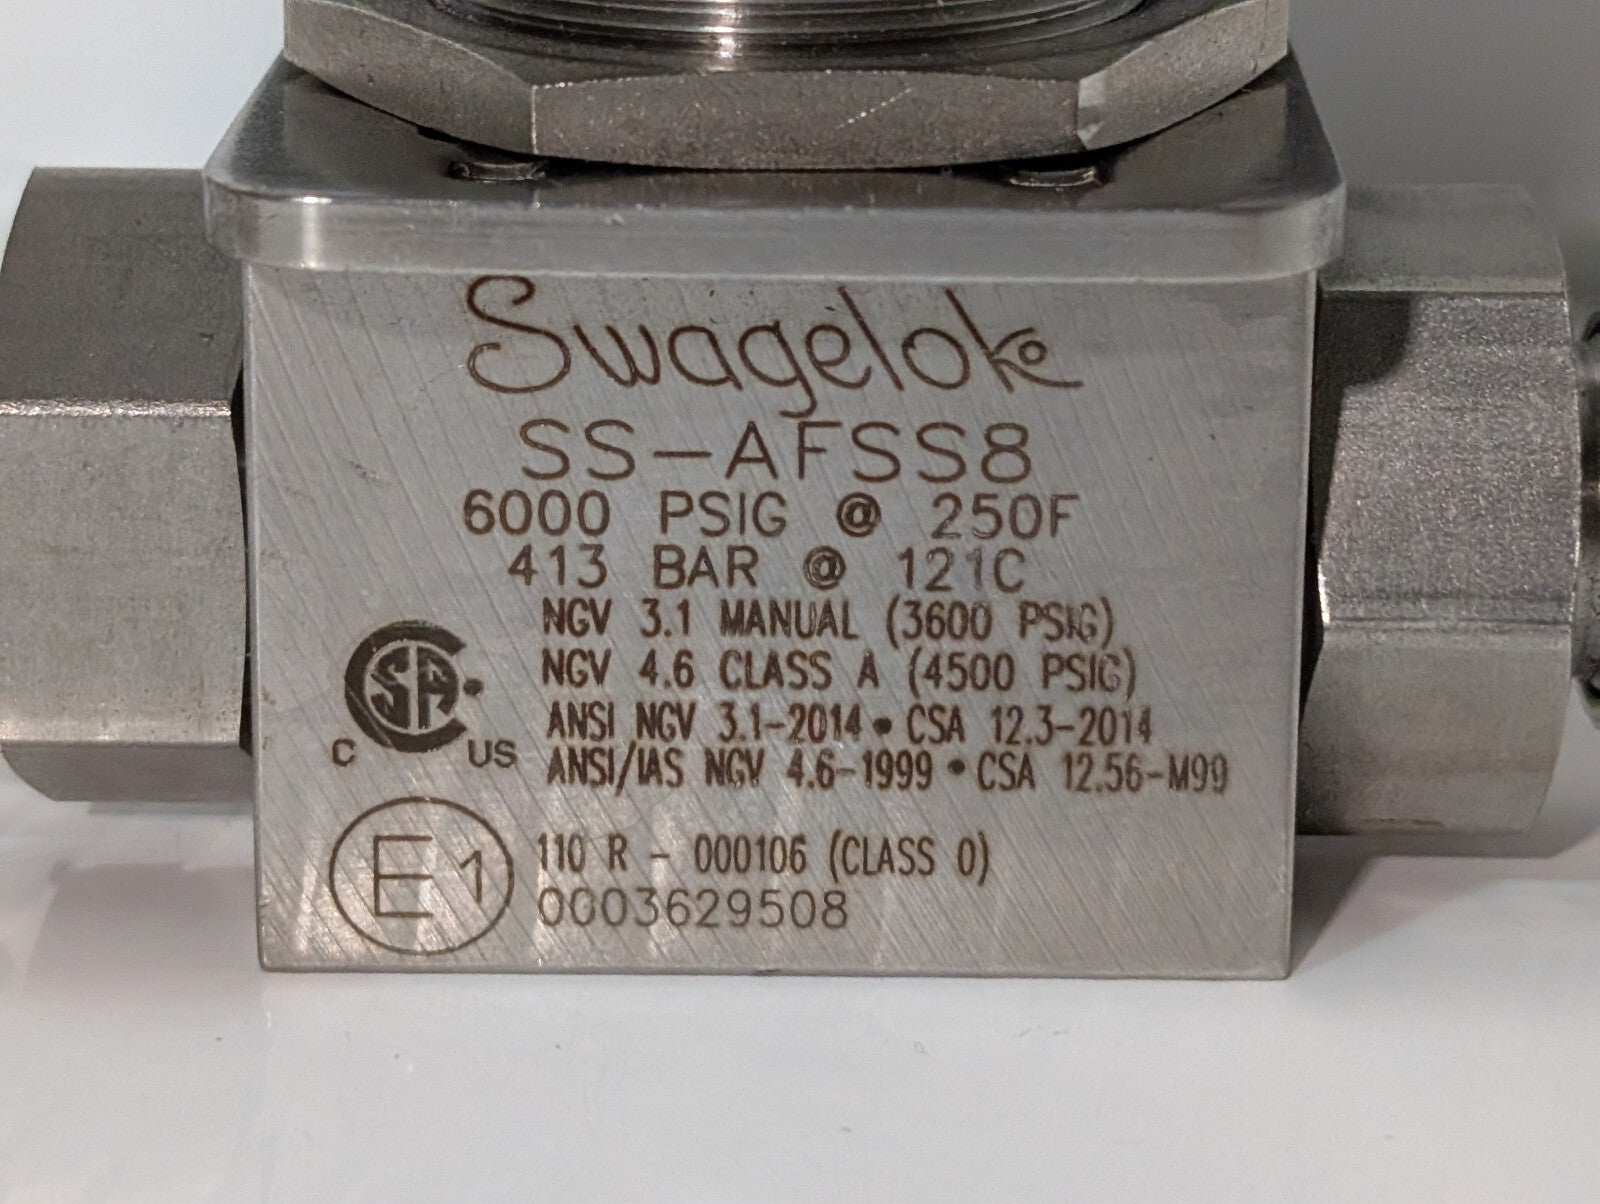 Swagelok
SS-AFSS8
6000 PSIG @ 250F
413 BAR @ 121C
NGV 3.1 MANUAL (3600 PSIG)
NGV 4.6 CLASS A (4500 PSIG)
ANSI NGV 3.1-2014 • CSA 12.3-2014
ANSI/IAS NGV 4.6-1999 • CSA 12.56-M99
CSA
C US
E1
110 R - 000106 (CLASS 0)
0003629508